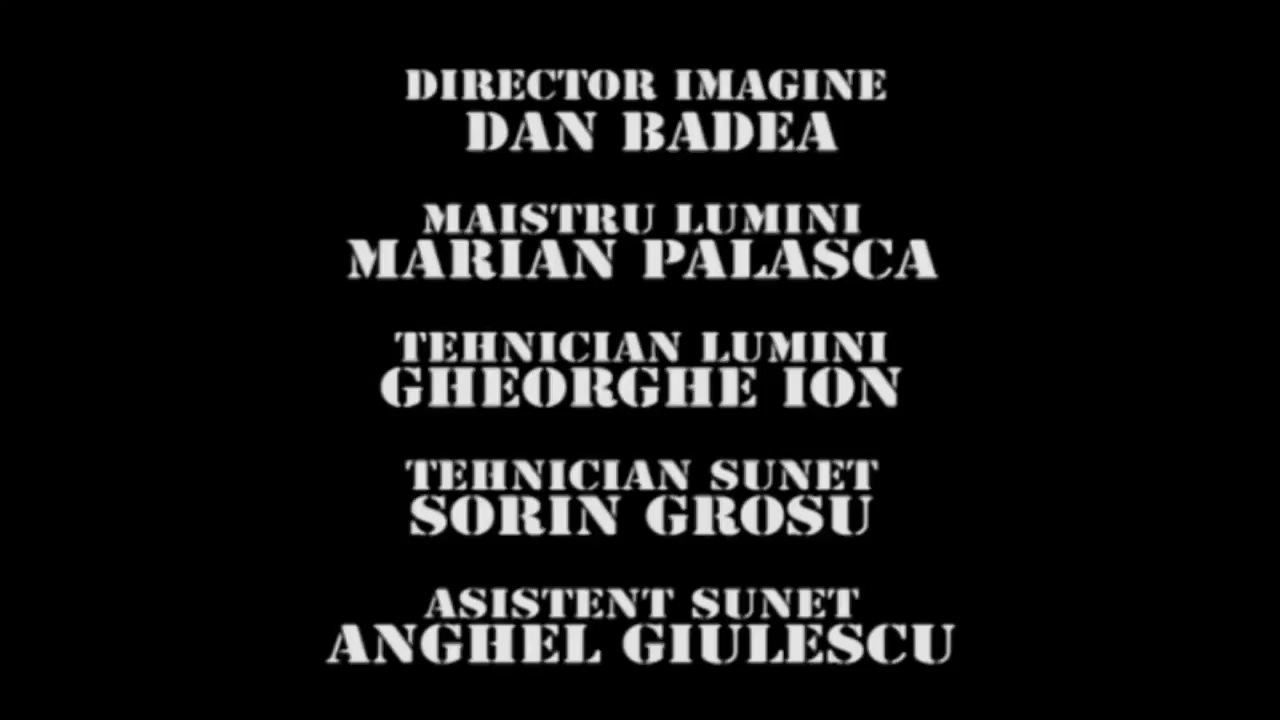 DIRECTOR IMAGINE
DAN BADEA
MAISTRU LUMINI
MARIAN PALASCA
TEHNICIAN LUMINI
GHEORGHE ION
TEHNICIAN SUNET
SORIN GROSU
ASISTENT SUNET
ANGHEL GIULESCU